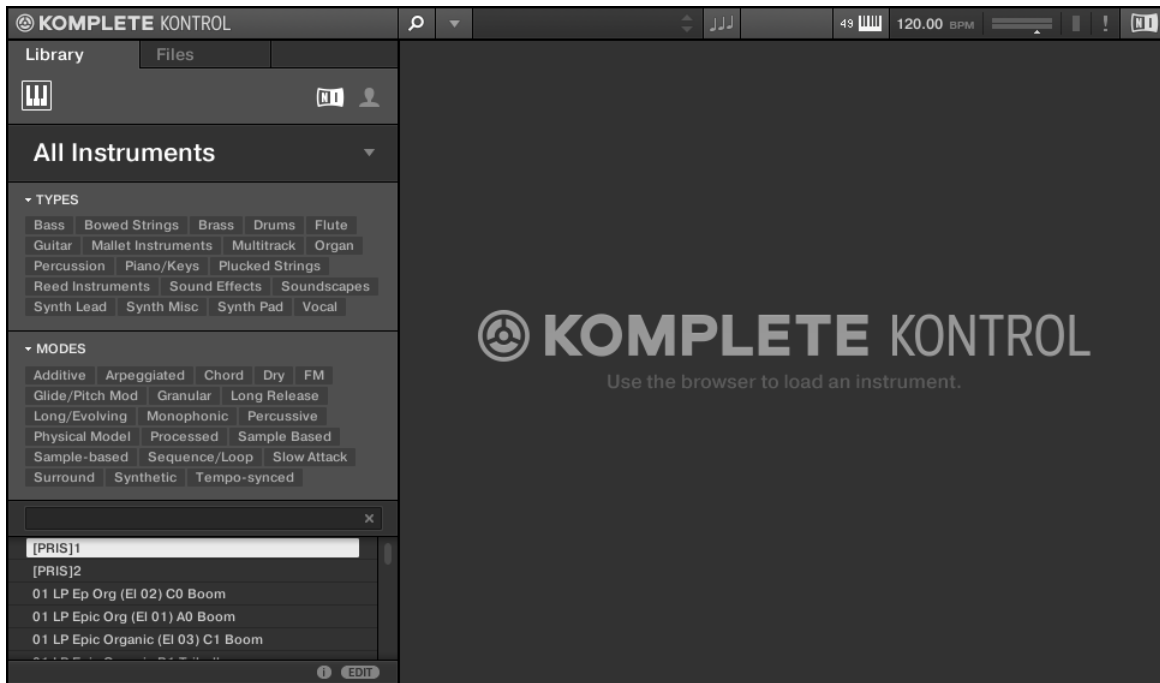 KOMPLETE KONTROL
49
120.00 BPM
!
NI
Library Files
NI
All Instruments
TYPES
Bass Bowed Strings Brass Drums Flute
Guitar Mallet Instruments Multitrack Organ
Percussion Piano/Keys Plucked Strings
Reed Instruments Sound Effects Soundscapes
Synth Lead Synth Misc Synth Pad Vocal
MODES
Additive Arpeggiated Chord Dry FM
Glide/Pitch Mod Granular Long Release
Long/Evolving Monophonic Percussive
Physical Model Processed Sample Based
Sample-based Sequence/Loop Slow Attack
Surround Synthetic Tempo-synced
[PRIS]1
[PRIS]2
01 LP Ep Org (El 02) C0 Boom
01 LP Epic Org (El 01) A0 Boom
01 LP Epic Organic (El 03) C1 Boom
i EDIT
KOMPLETE KONTROL
Use the browser to load an instrument.